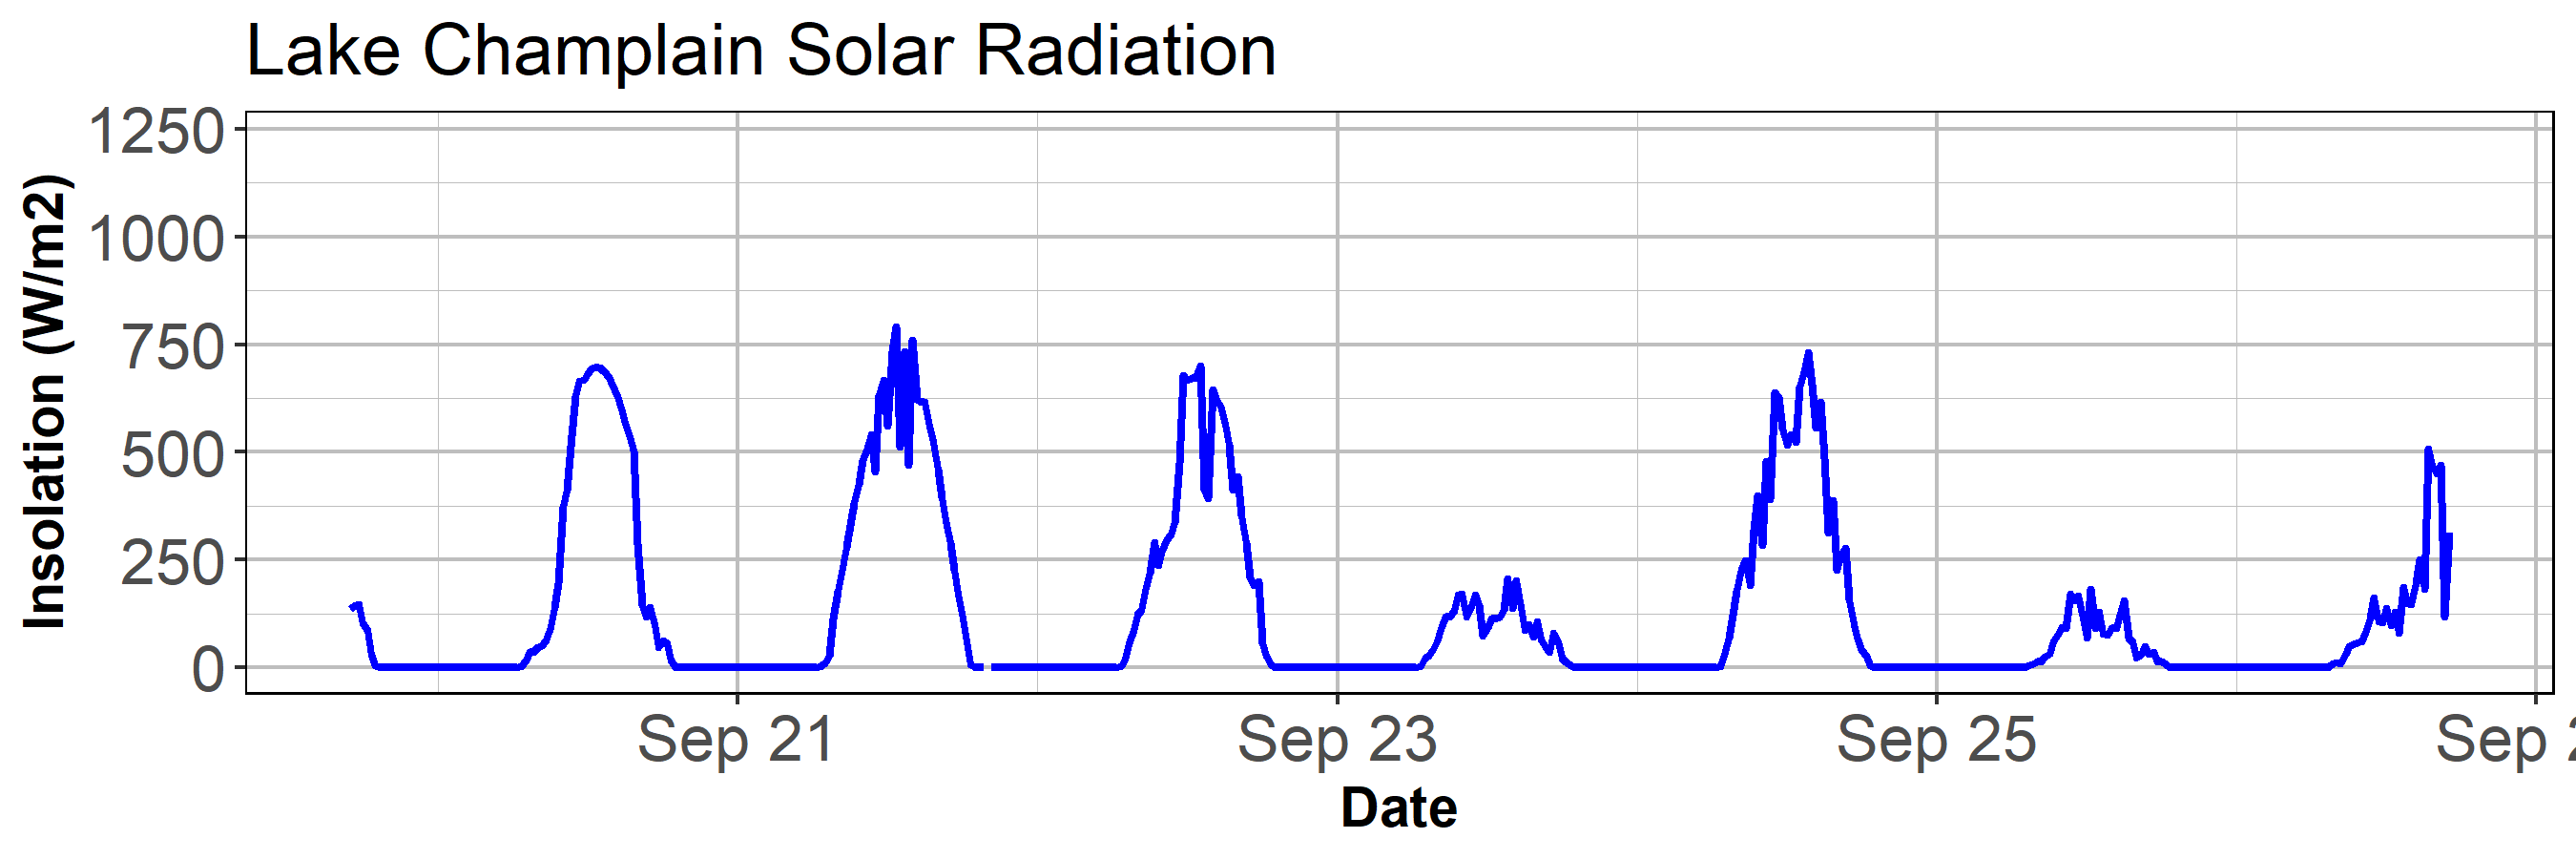 Lake Champlain Solar Radiation
1250
1000
750
500
250
0
Insolation (W/m2)
Sep 21
Sep 23
Sep 25
Sep
Date